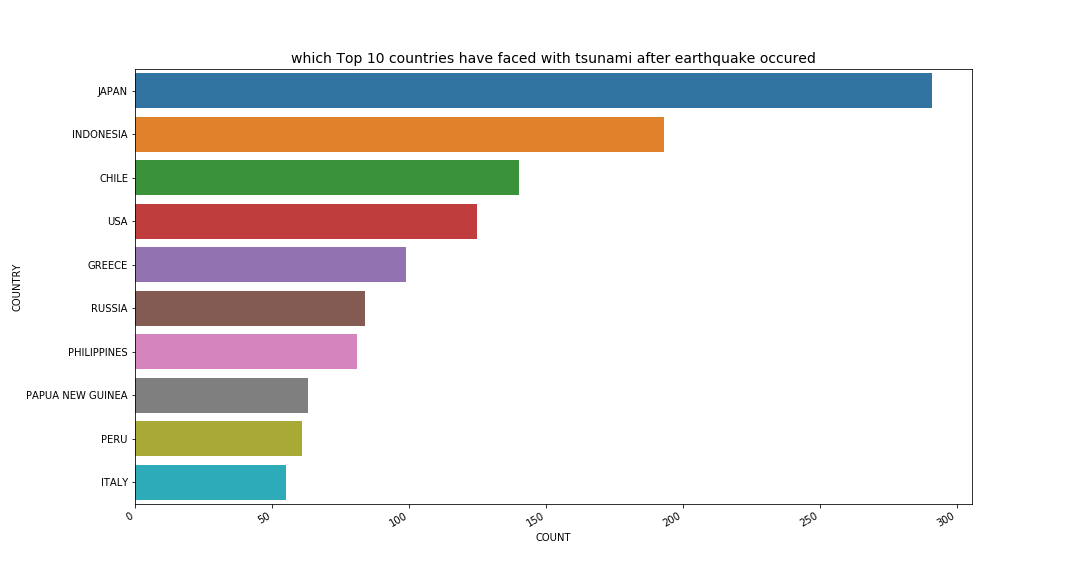 which Top 10 countries have faced with tsunami after earthquake occured
JAPAN
INDONESIA
CHILE
USA
GREECE
RUSSIA
PHILIPPINES
PAPUA NEW GUINEA
PERU
ITALY
COUNTRY
0 50 100 150 200 250 300
COUNT